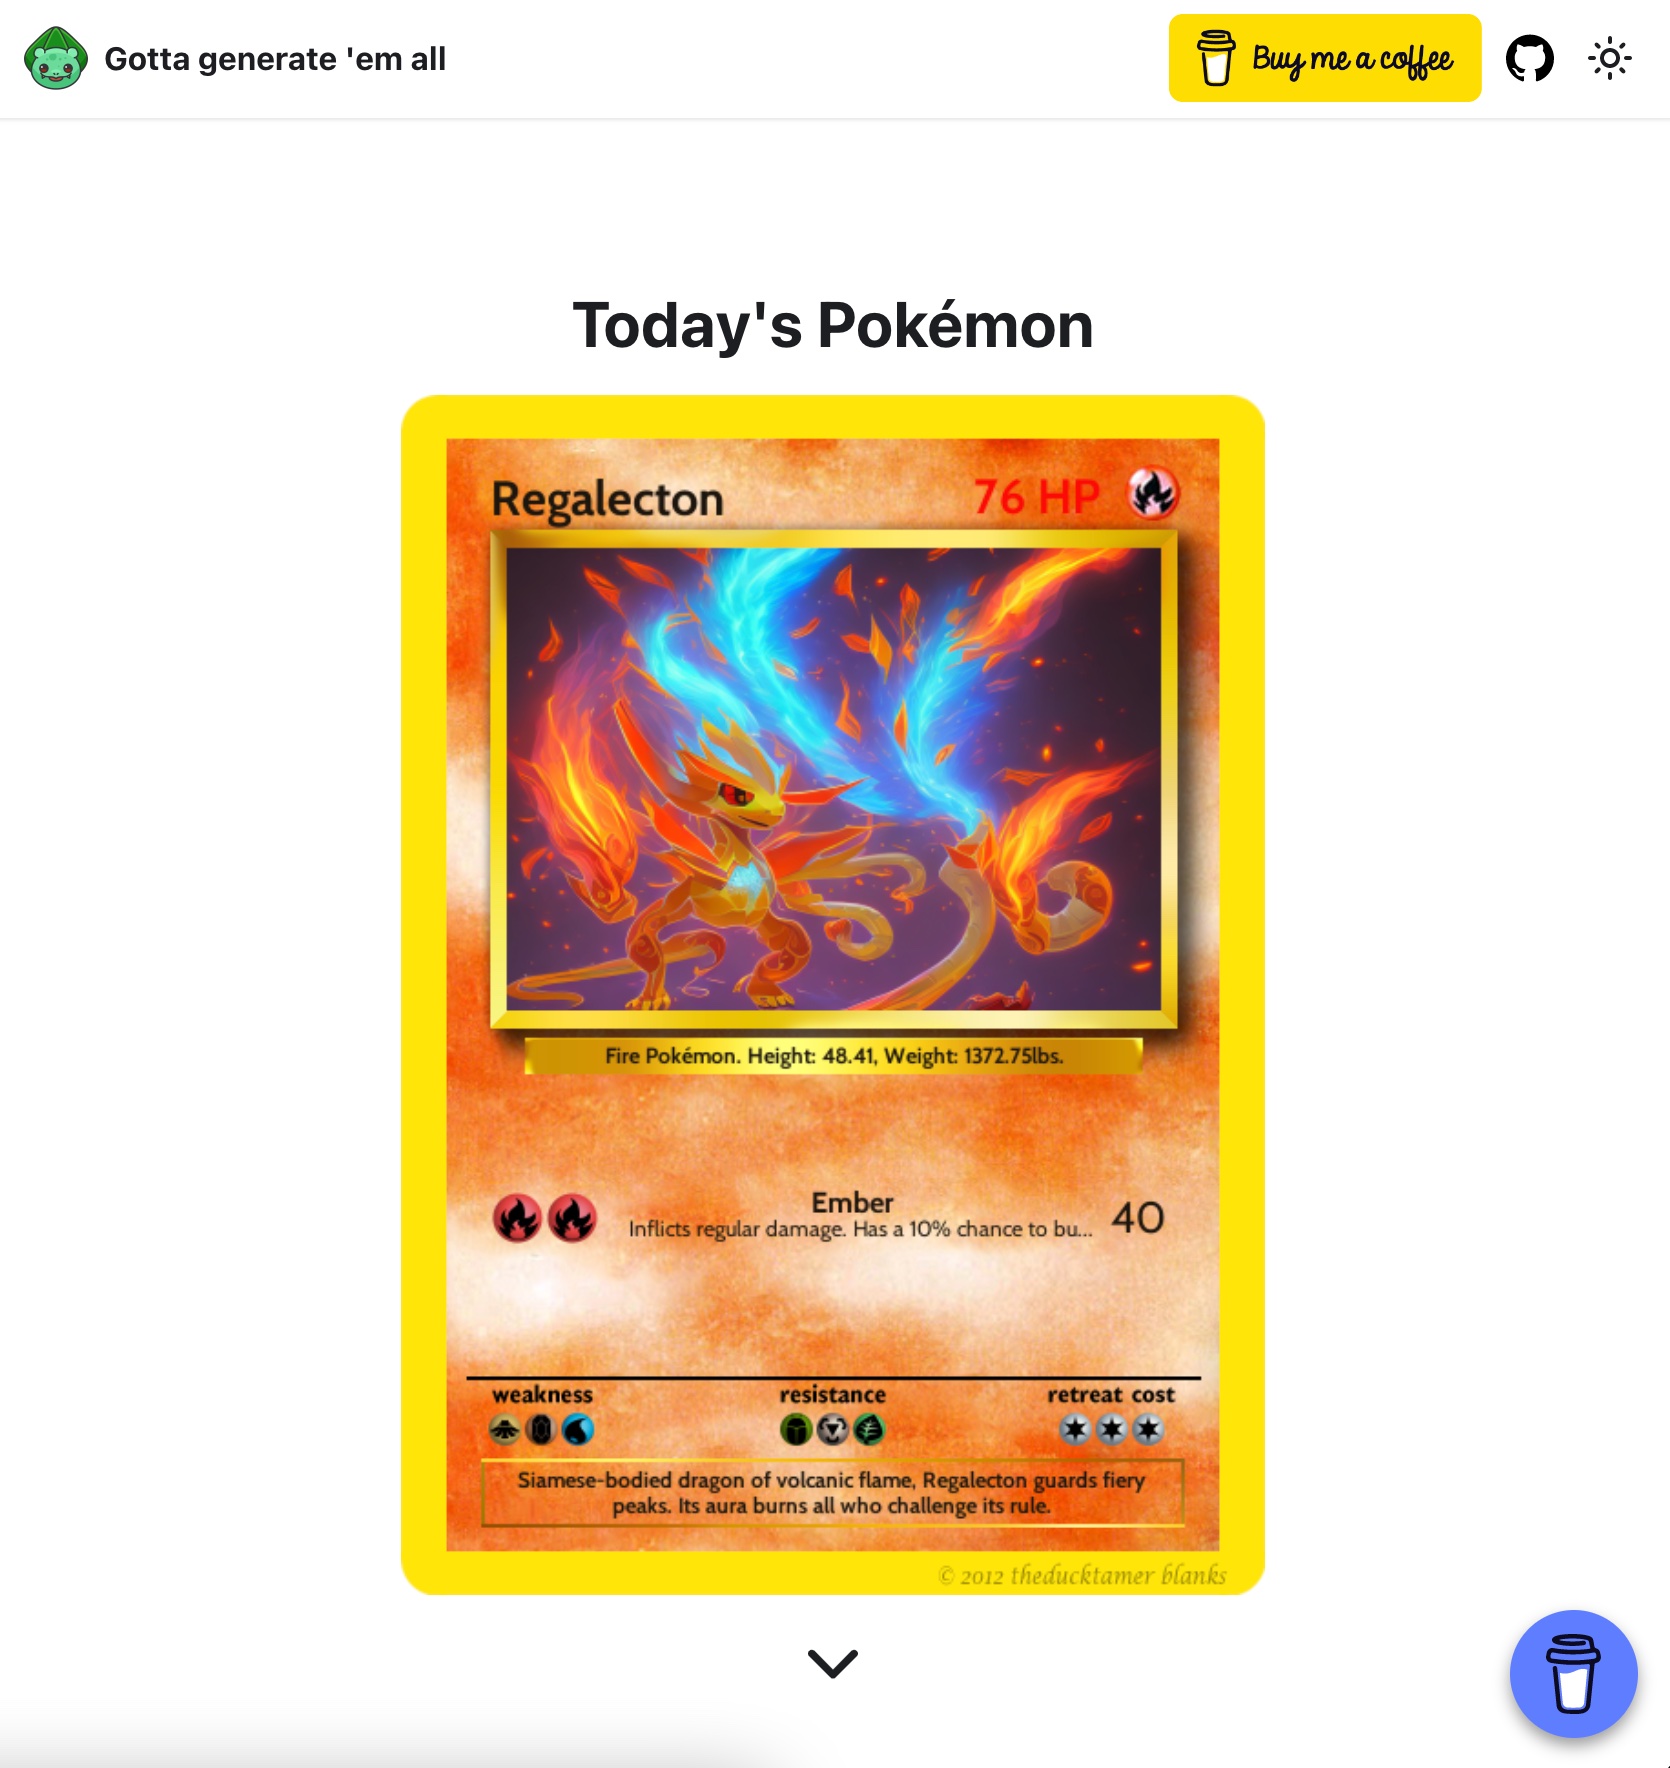 Gotta generate 'em all
Buy me a coffee
Today's Pokémon
Regalecton
76 HP
Fire Pokémon. Height: 48.41, Weight: 1372.75lbs.
Ember
Inflicts regular damage. Has a 10% chance to bu...
40
weakness
resistance
retreat cost
Siamese-bodied dragon of volcanic flame, Regalecton guards fiery
peaks. Its aura burns all who challenge its rule.
© 2012 theducktamer blanks